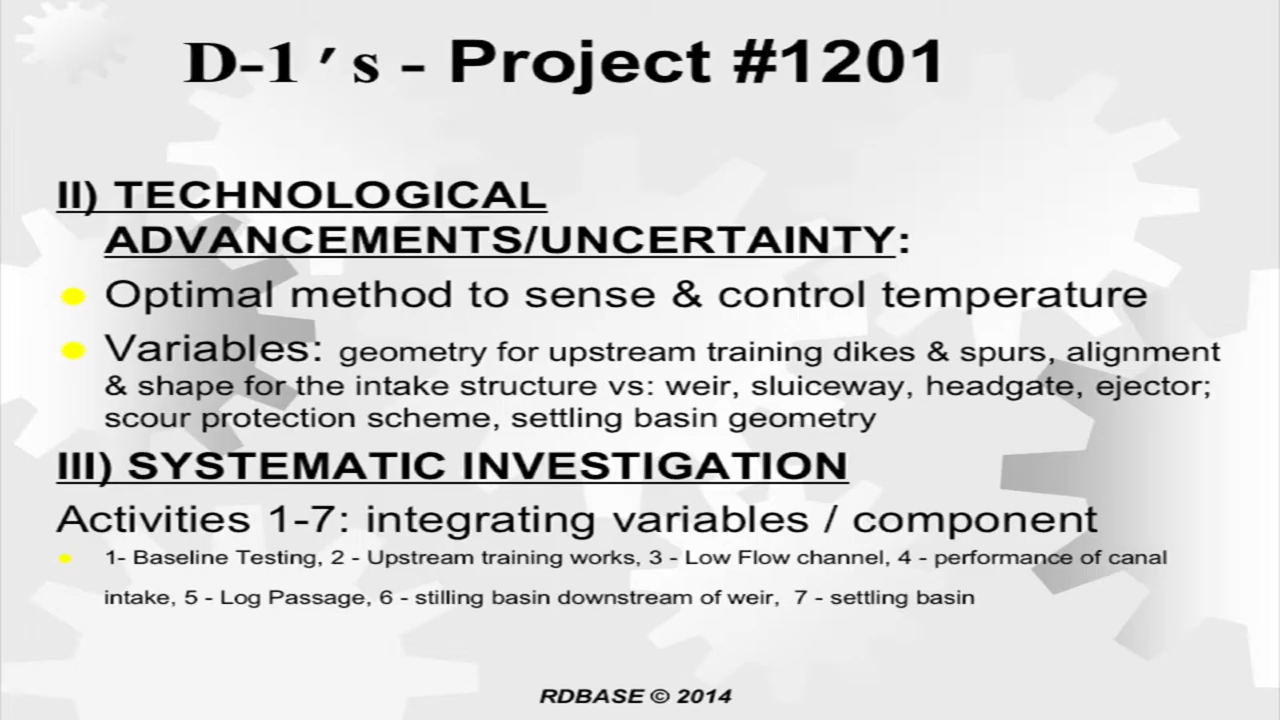 D-1's - Project #1201
II) TECHNOLOGICAL
ADVANCEMENTS/UNCERTAINTY:
Optimal method to sense & control temperature
Variables: geometry for upstream training dikes & spurs, alignment
& shape for the intake structure vs: weir, sluiceway, headgate, ejector;
scour protection scheme, settling basin geometry
III) SYSTEMATIC INVESTIGATION
Activities 1-7: integrating variables / component
1- Baseline Testing, 2 - Upstream training works, 3 - Low Flow channel, 4 - performance of canal
intake, 5 - Log Passage, 6 - stilling basin downstream of weir, 7 - settling basin
RDBASE © 2014